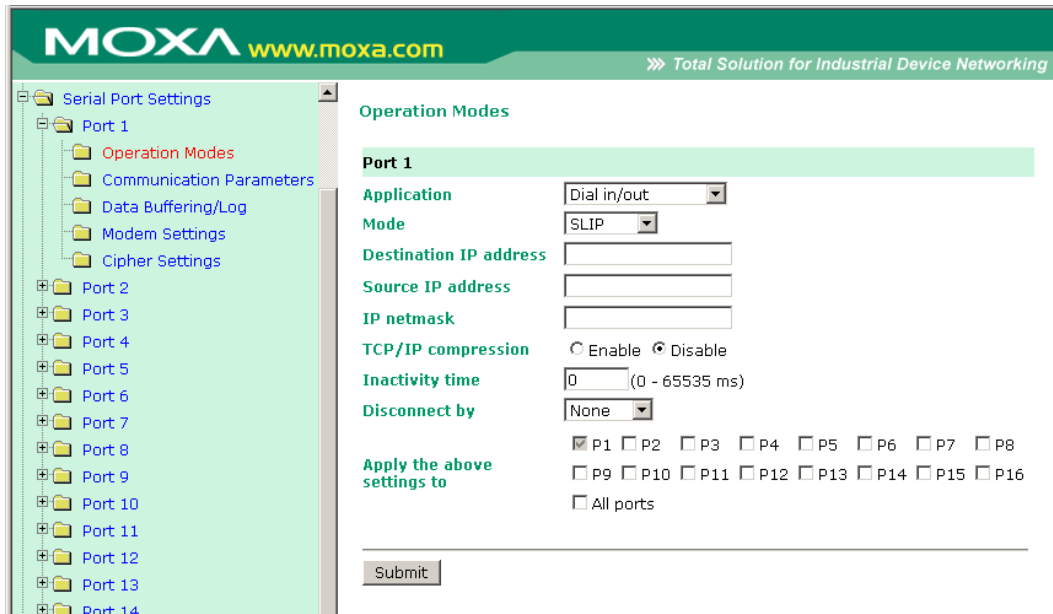 MOXA www.moxa.com
Total Solution for Industrial Device Networking
Serial Port Settings
Port 1
Operation Modes
Communication Parameters
Data Buffering/Log
Modem Settings
Cipher Settings
Port 2
Port 3
Port 4
Port 5
Port 6
Port 7
Port 8
Port 9
Port 10
Port 11
Port 12
Port 13
Port 14
Operation Modes
Port 1
Application Dial in/out
Mode SLIP
Destination IP address
Source IP address
IP netmask
TCP/IP compression Enable Disable
Inactivity time 0 (0 - 65535 ms)
Disconnect by None
Apply the above
settings to
P1 P2 P3 P4 P5 P6 P7 P8
P9 P10 P11 P12 P13 P14 P15 P16
All ports
Submit